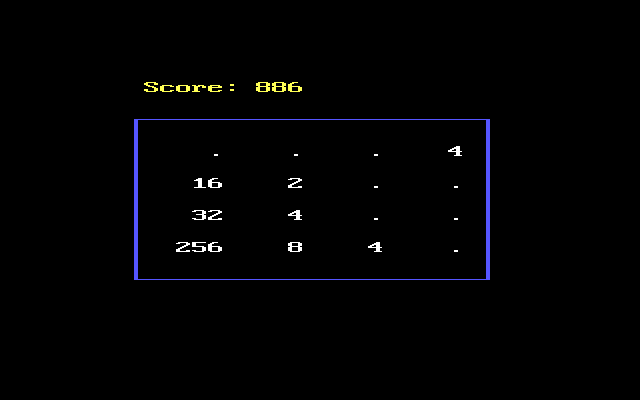 Score: 886
. . . 4
16 2 . .
32 4 . .
256 8 4 .